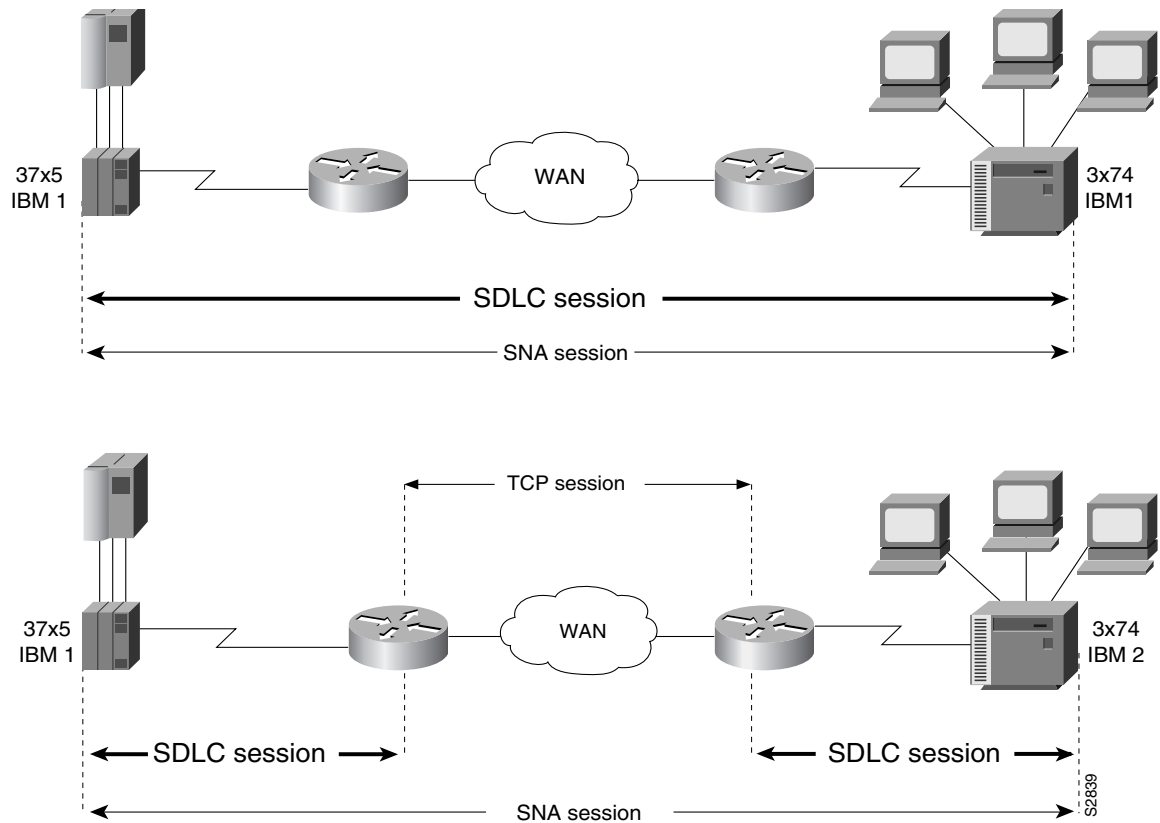 37x5
IBM 1
WAN
3x74
IBM1
SDLC session
SNA session
TCP session
37x5
IBM 1
WAN
3x74
IBM 2
SDLC session
SDLC session
SNA session
S2839